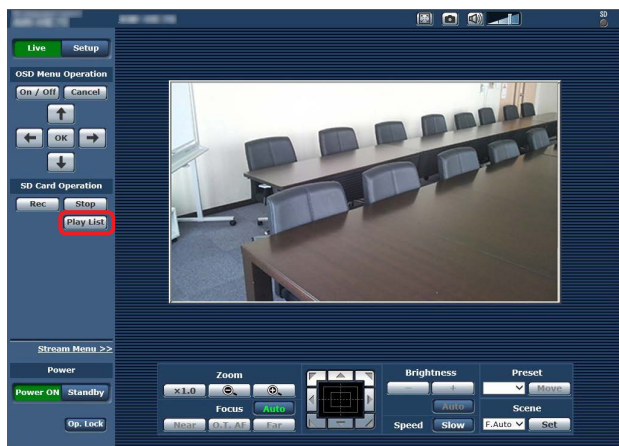 SD
Live Setup
OSD Menu Operation
On / Off Cancel
OK
SD Card Operation
Rec Stop
Play List
Stream Menu >>
Power
Power ON Standby
Op. Lock
Zoom
×1.0
Focus Auto
Near O.T. AF Far
Brightness
− +
Auto
Speed Slow
Preset
Move
Scene
F.Auto Set